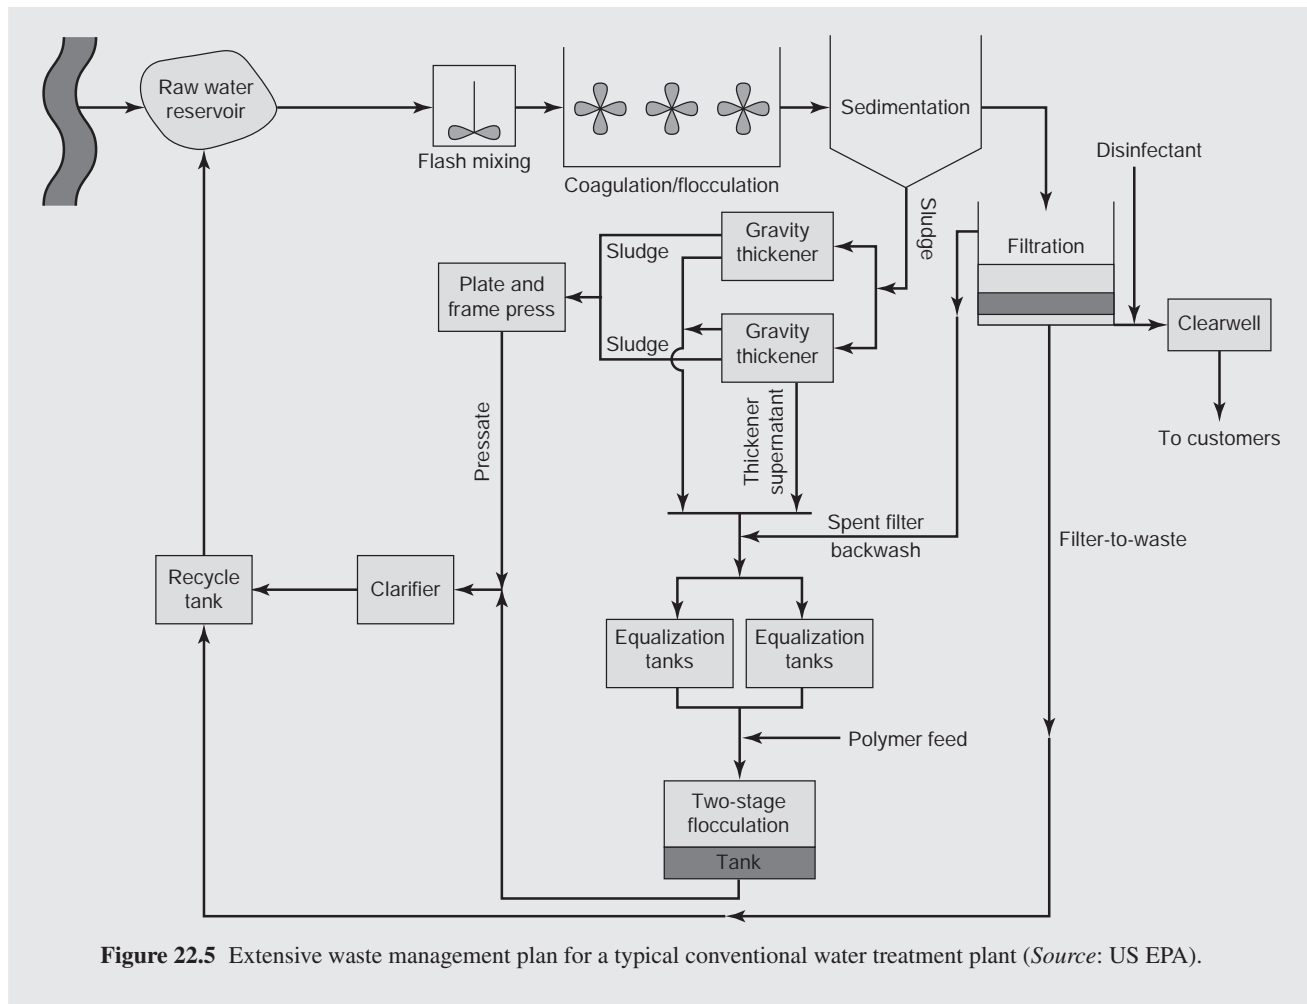 Raw water
reservoir
Flash mixing
Coagulation/flocculation
Sedimentation
Disinfectant
Sludge
Filtration
Clearwell
To customers
Gravity
thickener
Sludge
Plate and
frame press
Gravity
thickener
Sludge
Pressate
Thickener
supernatant
Spent filter
backwash
Filter-to-waste
Recycle
tank
Clarifier
Equalization
tanks
Equalization
tanks
Polymer feed
Two-stage
flocculation
Tank
Figure 22.5 Extensive waste management plan for a typical conventional water treatment plant (Source: US EPA).